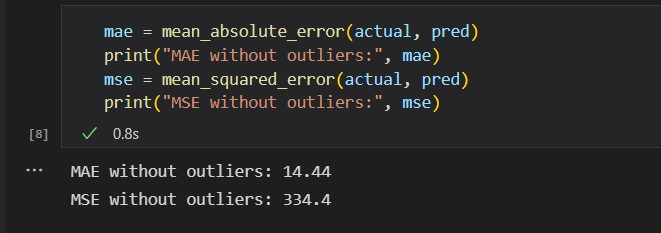 mae = mean_absolute_error(actual, pred)
print("MAE without outliers:", mae)
mse = mean_squared_error(actual, pred)
print("MSE without outliers:", mse)
[8] ✓ 0.8s
... MAE without outliers: 14.44
MSE without outliers: 334.4